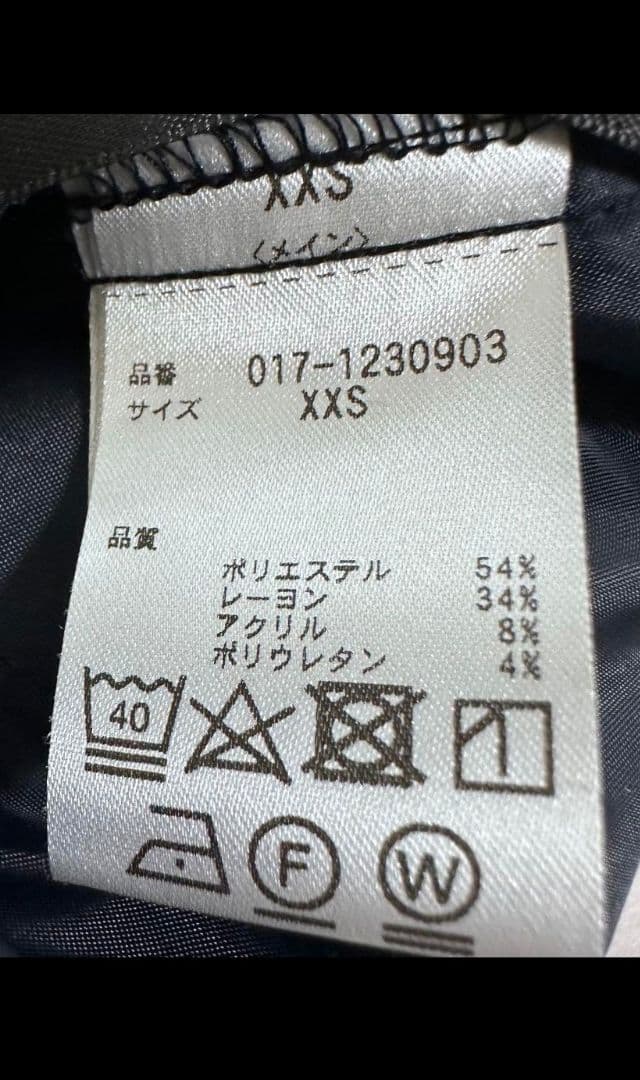 XXS
〈メイン〉
品番 017-1230903
サイズ XXS
品質
ポリエステル 54%
レーヨン 34%
アクリル 8%
ポリウレタン 4%
40
F W